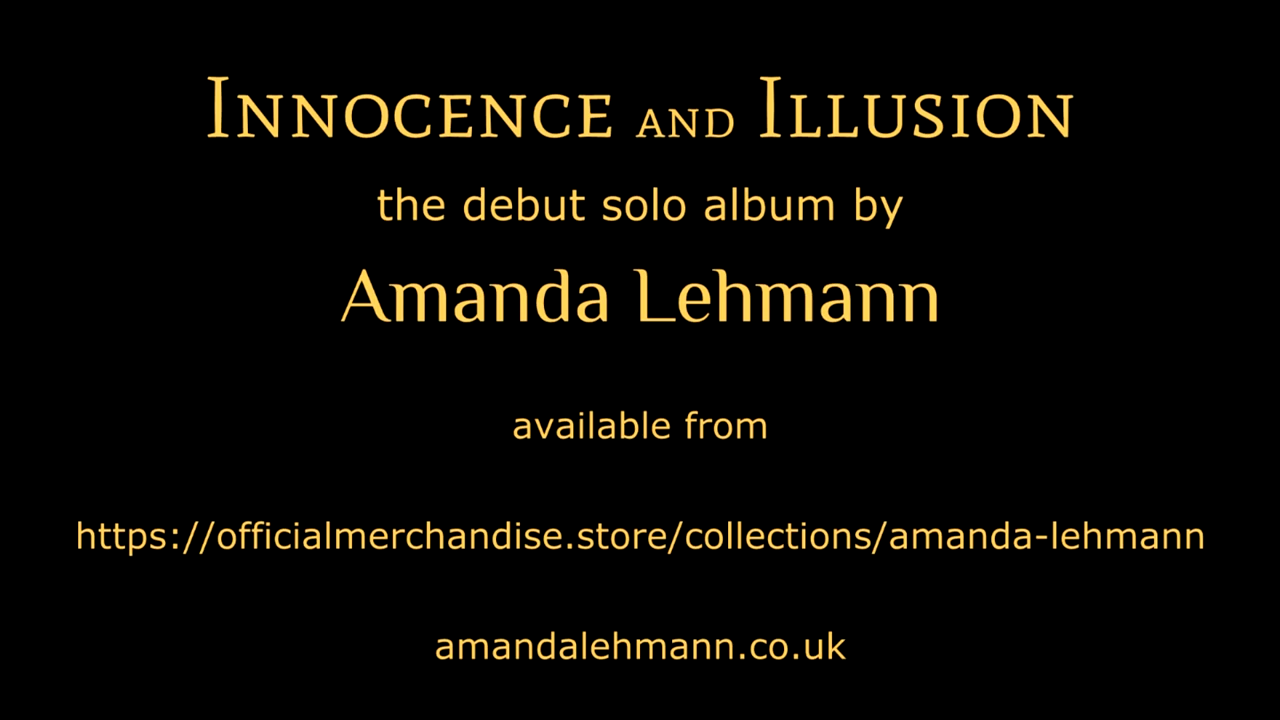 Innocence and Illusion
the debut solo album by
Amanda Lehmann
available from
https://officialmerchandise.store/collections/amanda-lehmann
amandalehmann.co.uk